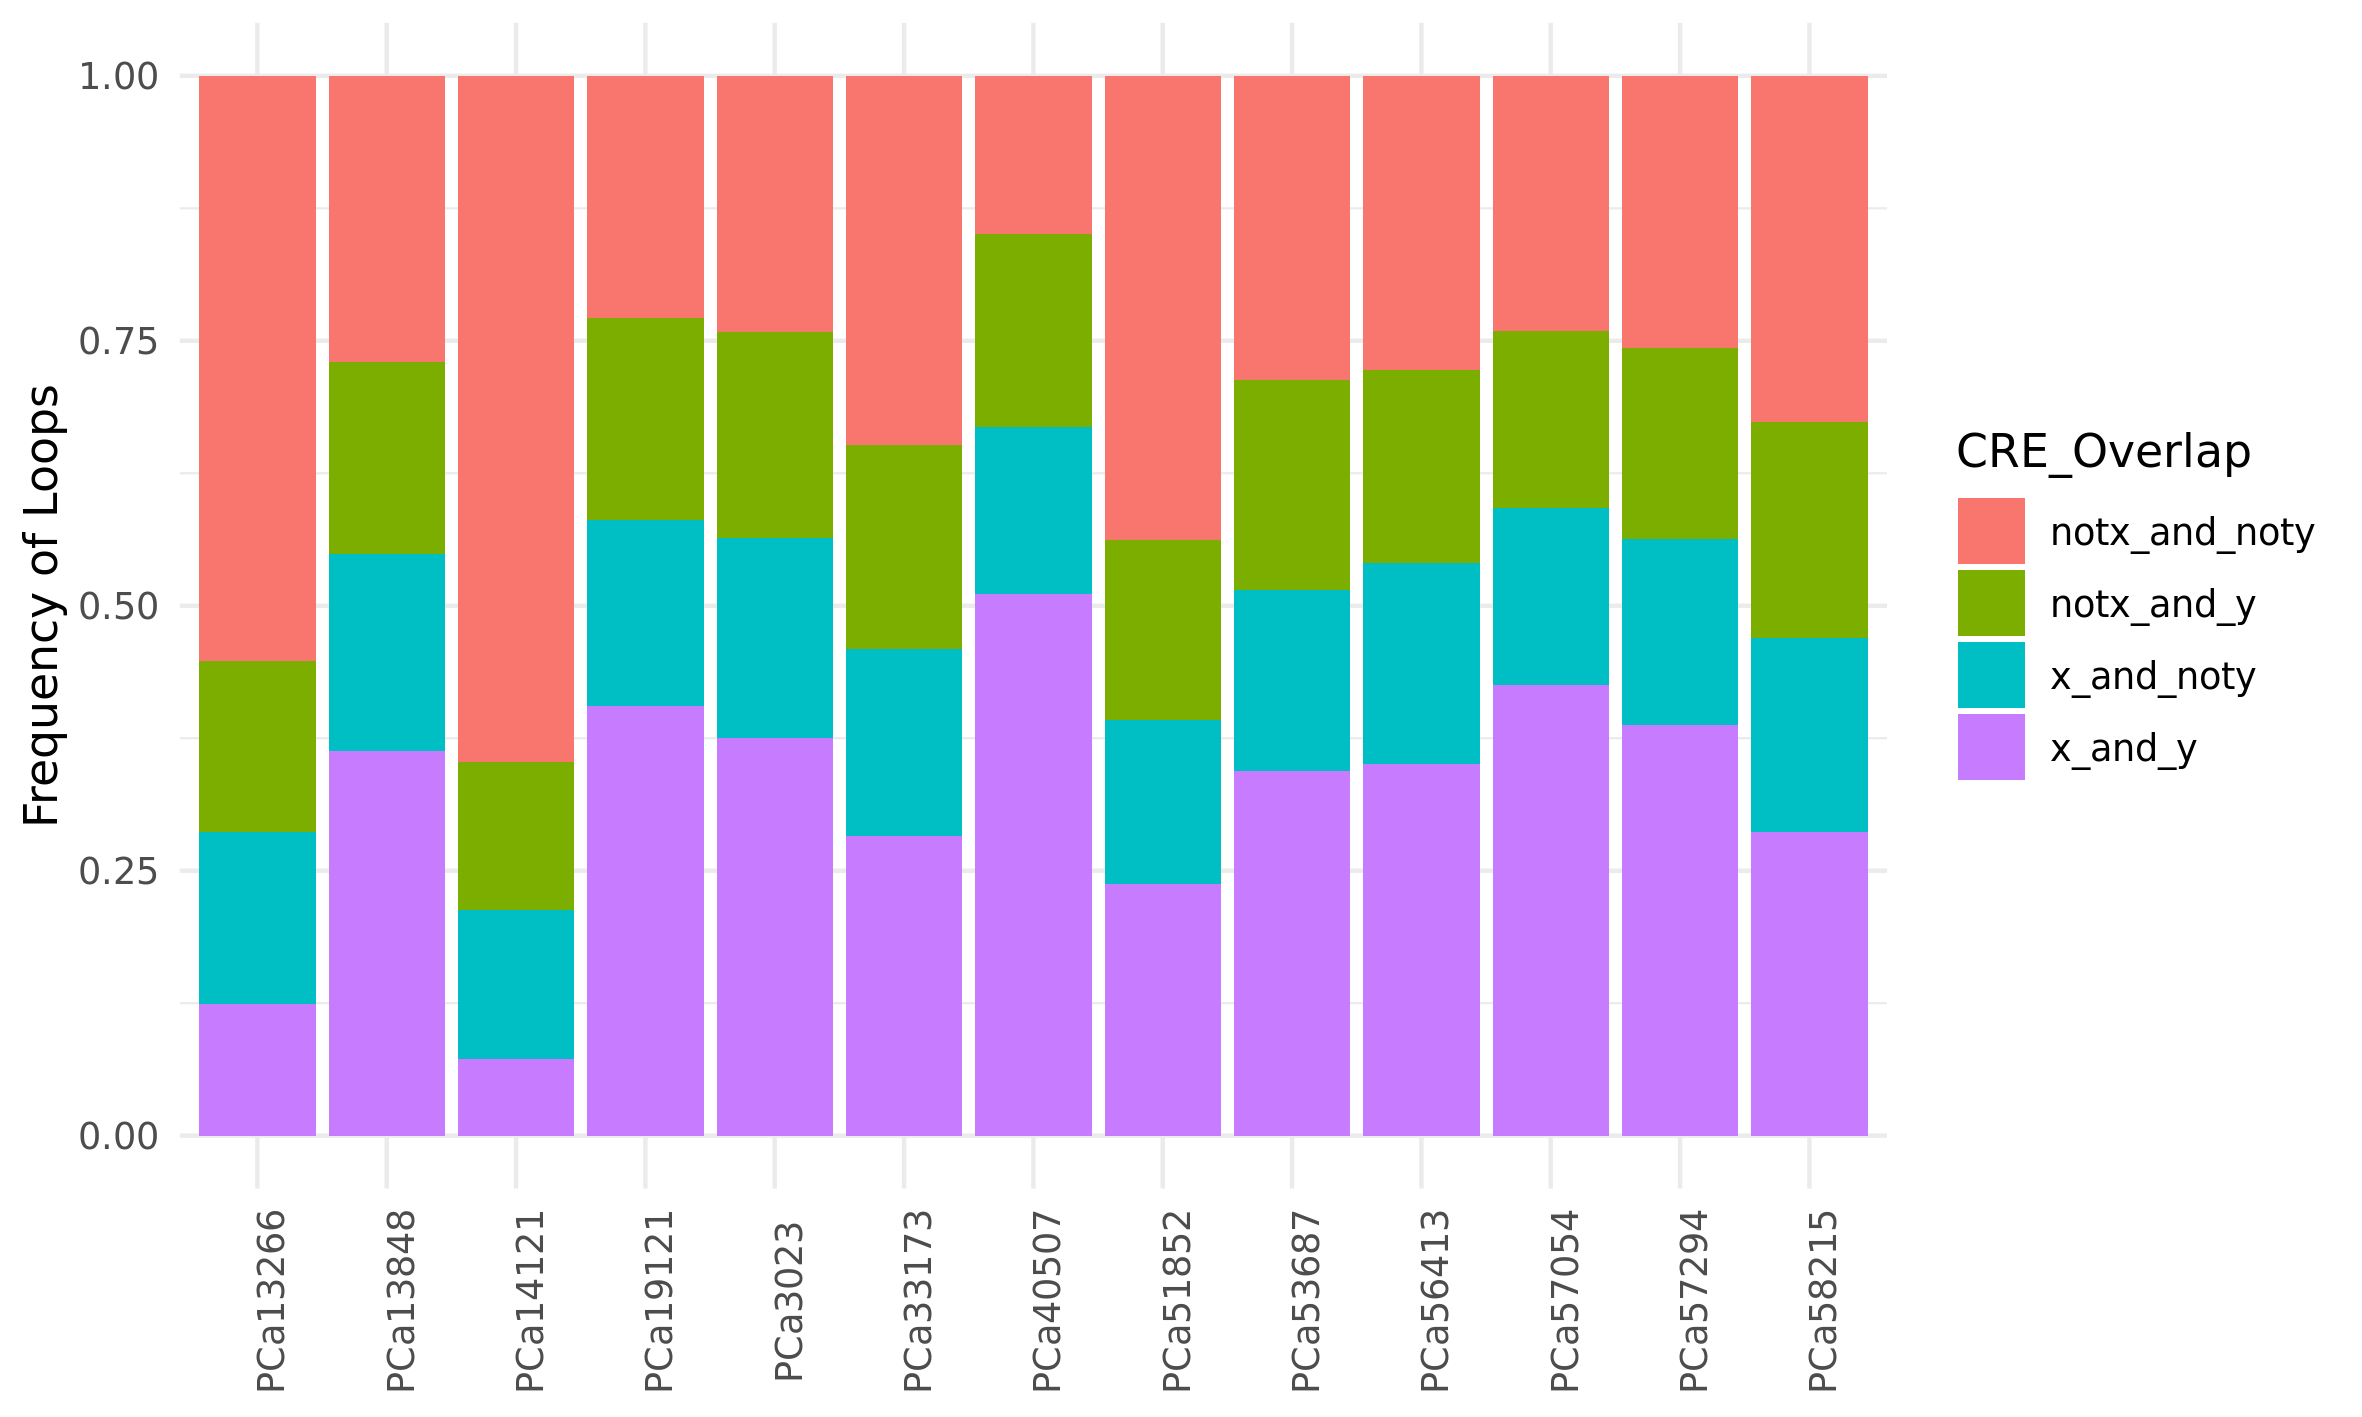 1.00
0.75
0.50
0.25
0.00
Frequency of Loops
PCa13266
PCa13848
PCa14121
PCa19121
PCa3023
PCa33173
PCa40507
PCa51852
PCa53687
PCa56413
PCa57054
PCa57294
PCa58215
CRE_Overlap
notx_and_noty
notx_and_y
x_and_noty
x_and_y